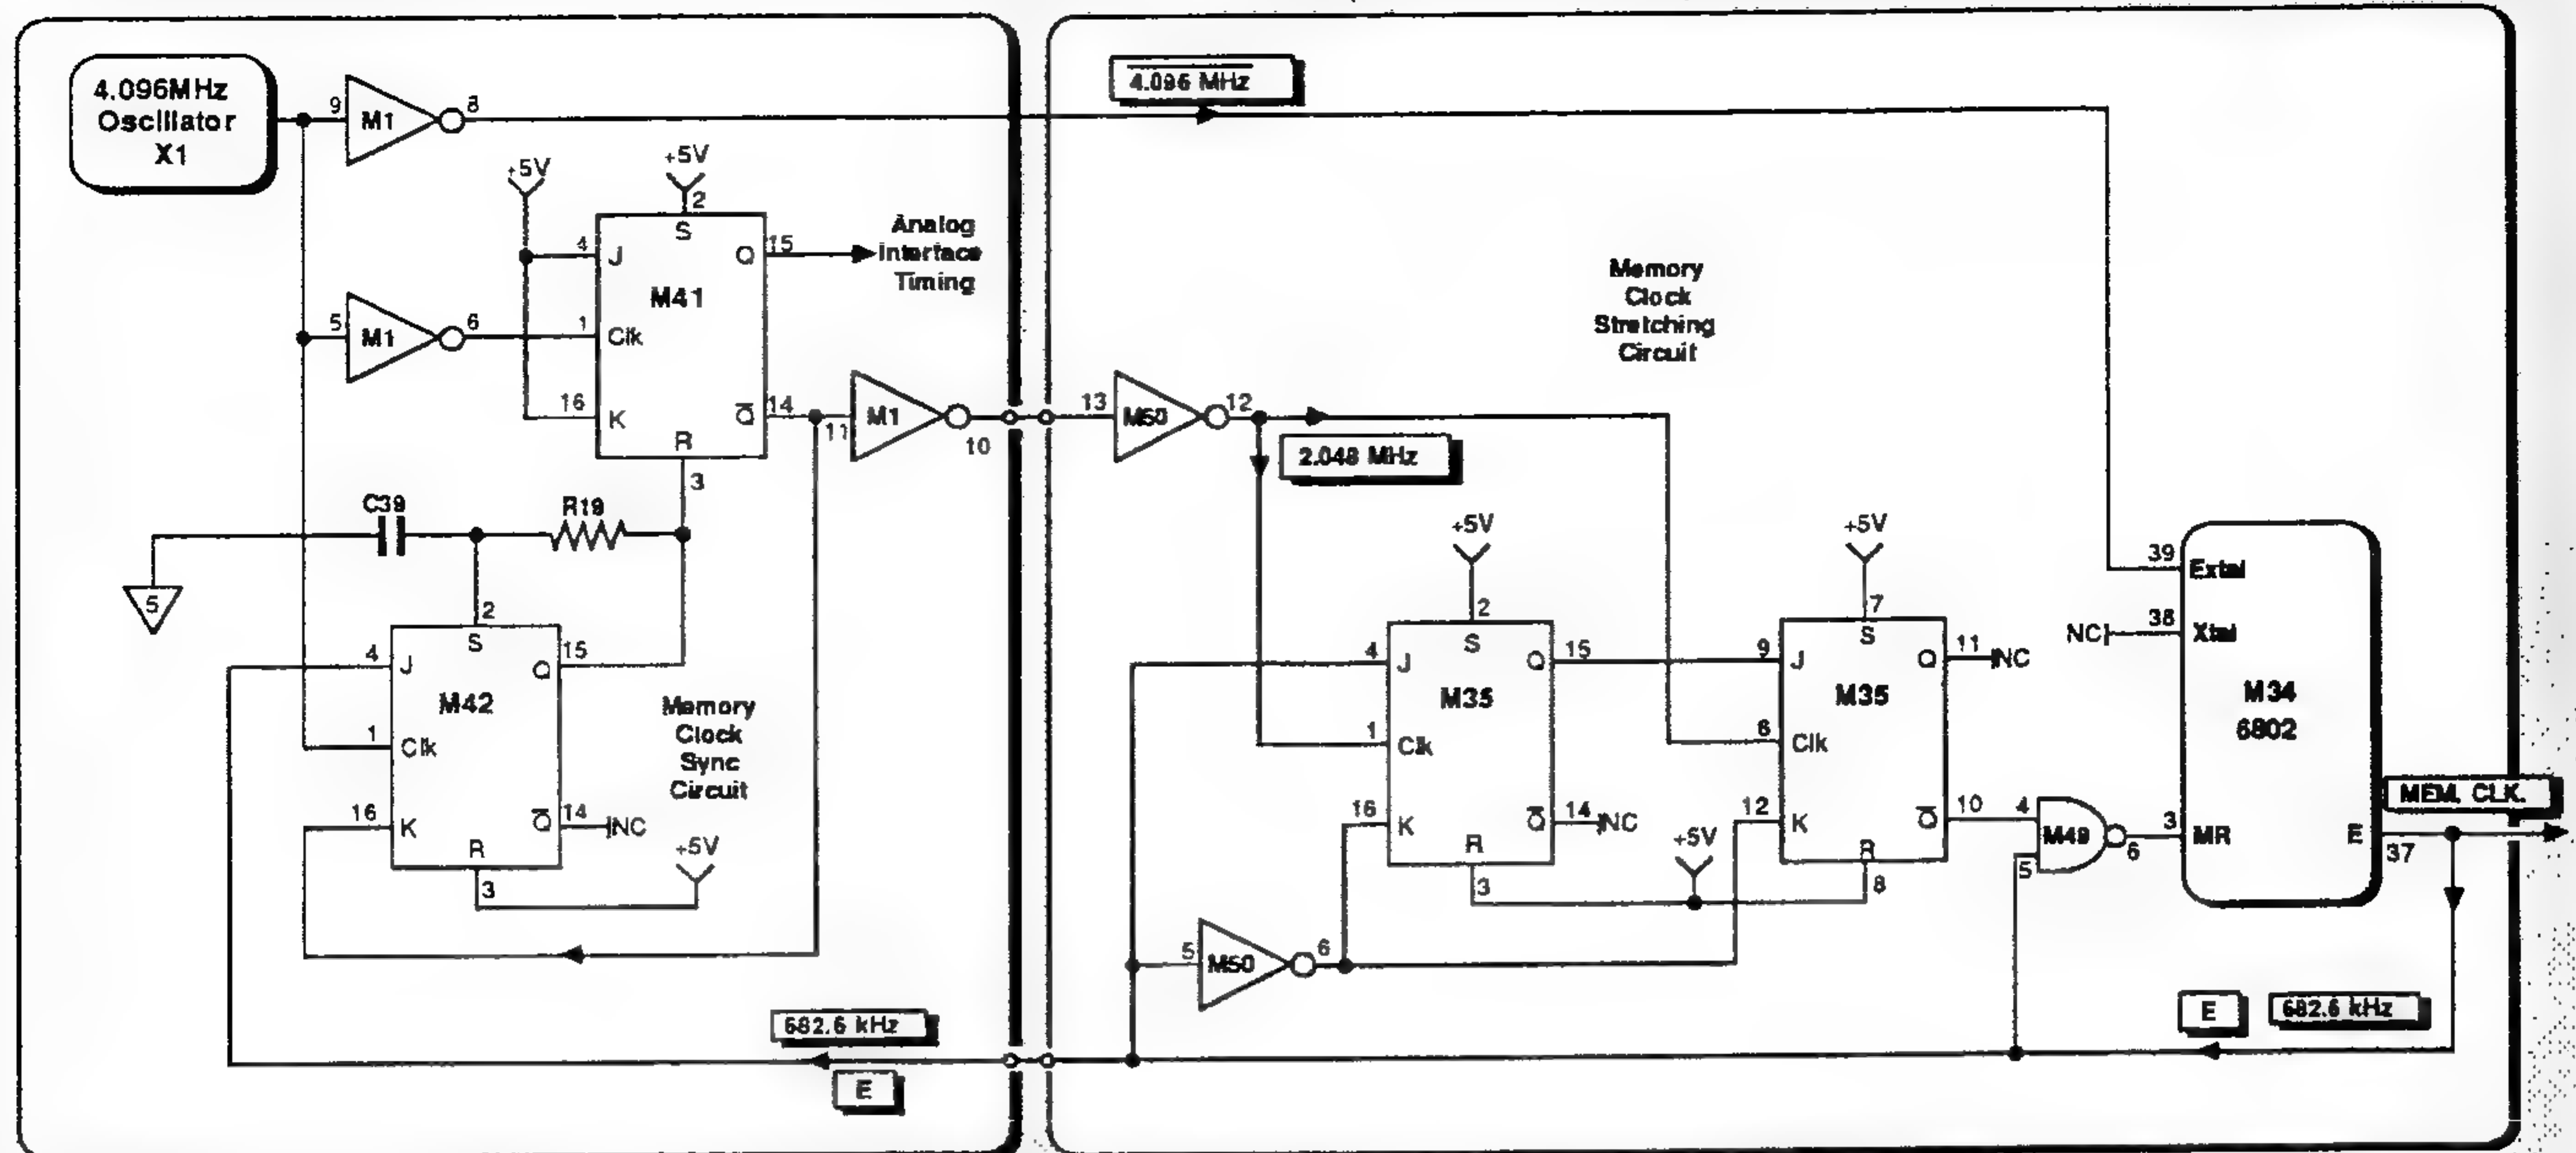 4.096MHz
Oscillator
X1
9
M1
8
4.096 MHz
+5V
+5V
2
S
4
J
Q
15
Analog
Interface
Timing
M41
5
M1
6
1
Clk
16
K
Q
14
R
3
11
M1
10
13
M50
12
2.048 MHz
Memory
Clock
Stretching
Circuit
C39
R19
5
2
S
4
J
Q
15
M42
1
Clk
16
K
Q
14
NC
R
3
+5V
Memory
Clock
Sync
Circuit
+5V
2
S
4
J
Q
15
M35
1
Clk
16
K
Q
14
NC
R
3
+5V
+5V
7
S
9
J
Q
11
NC
M35
6
Clk
12
K
Q
10
R
8
5
M50
6
4
M49
5
6
39
Extal
NC
38
Xtal
M34
6802
3
MR
E
37
MEM. CLK.
682.6 kHz
E
E
682.6 kHz